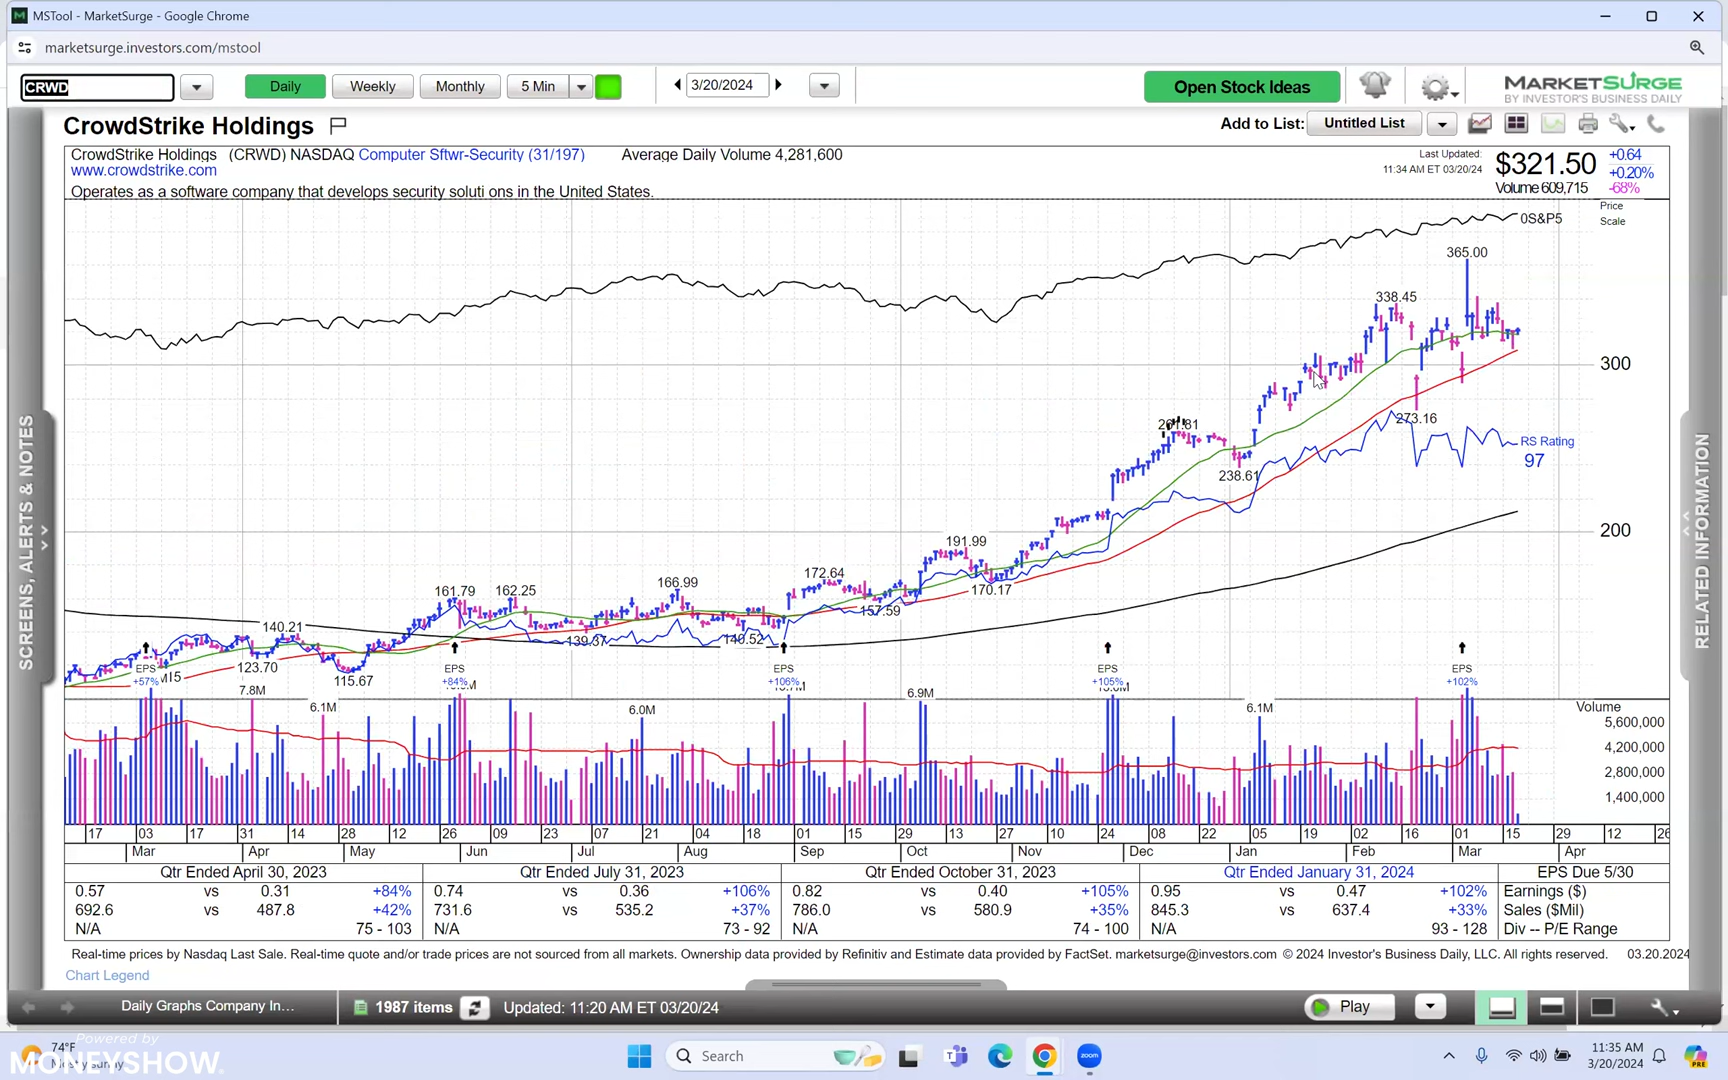 MSTool - MarketSurge - Google Chrome
marketsurge.investors.com/mstool
CRWD
Daily
Weekly
Monthly
5 Min
3/20/2024
Open Stock Ideas
MARKETSURGE
BY INVESTOR'S BUSINESS DAILY
CrowdStrike Holdings
Add to List:
Untitled List
CrowdStrike Holdings (CRWD) NASDAQ Computer Sftwr-Security (31/197) Average Daily Volume 4,281,600
www.crowdstrike.com
Operates as a software company that develops security soluti ons in the United States.
Last Updated:
11:34 AM ET 03/20/24
$321.50
+0.64
+0.20%
Volume 609,715
-68%
Price
Scale
0S&P5
365.00
338.45
300
273.16
261.81
RS Rating
97
238.61
200
191.99
172.64
170.17
166.99
161.79
162.25
157.59
140.21
139.37
140.52
123.70
115.67
EPS
+57%
EPS
+84%
EPS
+106%
EPS
+105%
EPS
+102%
7.8M
6.1M
6.0M
6.9M
6.1M
Volume
5,600,000
4,200,000
2,800,000
1,400,000
17 03 17 31 14 28 12 26 09 23 07 21 04 18 01 15 29 13 27 10 24 08 22 05 19 02 16 01 15 29 12 26
Mar Apr May Jun Jul Aug Sep Oct Nov Dec Jan Feb Mar Apr
Qtr Ended April 30, 2023 Qtr Ended July 31, 2023 Qtr Ended October 31, 2023 Qtr Ended January 31, 2024 EPS Due 5/30
0.57 vs 0.31 +84% 0.74 vs 0.36 +106% 0.82 vs 0.40 +105% 0.95 vs 0.47 +102% Earnings ($)
692.6 vs 487.8 +42% 731.6 vs 535.2 +37% 786.0 vs 580.9 +35% 845.3 vs 637.4 +33% Sales ($Mil)
N/A 75 - 103 N/A 73 - 92 N/A 74 - 100 N/A 93 - 128 Div -- P/E Range
Real-time prices by Nasdaq Last Sale. Real-time quote and/or trade prices are not sourced from all markets. Ownership data provided by Refinitiv and Estimate data provided by FactSet. marketsurge@investors.com © 2024 Investor's Business Daily, LLC. All rights reserved. 03.20.2024
Chart Legend
SCREENS, ALERTS & NOTES
RELATED INFORMATION
Daily Graphs Company In...
1987 items
Updated: 11:20 AM ET 03/20/24
Play
74°F
Powered by
MONEYSHOW.
Search
zoom
PRE
11:35 AM
3/20/2024